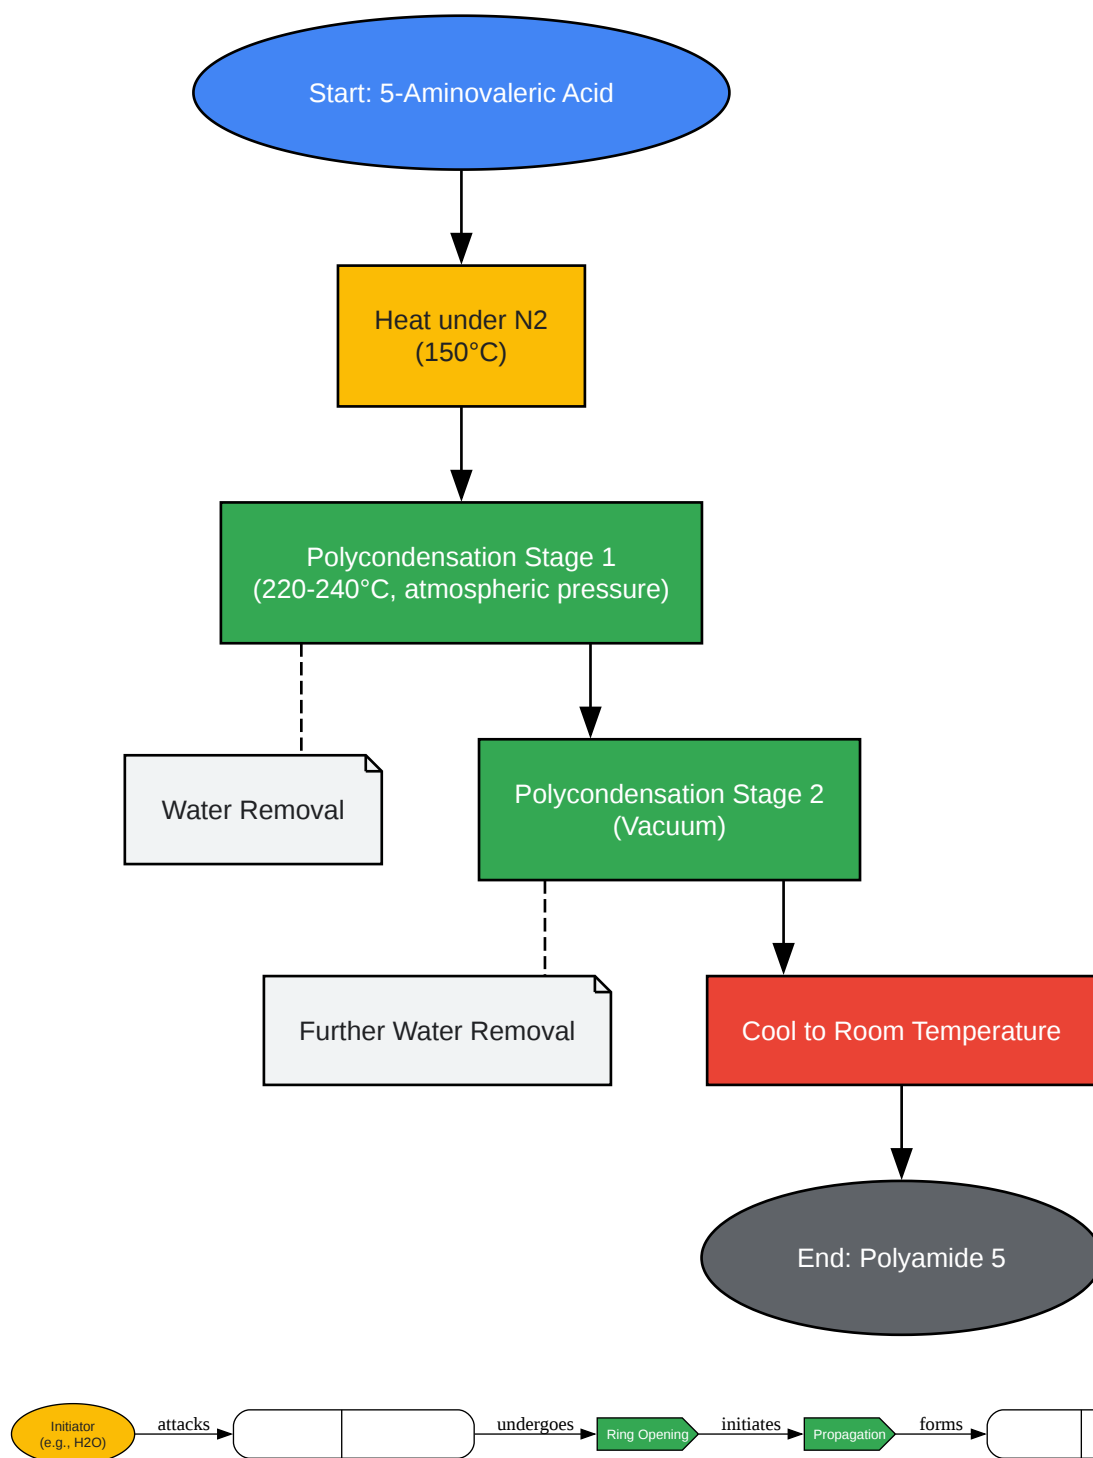 Start: 5-Aminovaleric Acid
Heat under N2
(150°C)
Polycondensation Stage 1
(220-240°C, atmospheric pressure)
Water Removal
Polycondensation Stage 2
(Vacuum)
Further Water Removal
Cool to Room Temperature
End: Polyamide 5
Initiator
(e.g., H2O)
attacks
undergoes
Ring Opening
initiates
Propagation
forms